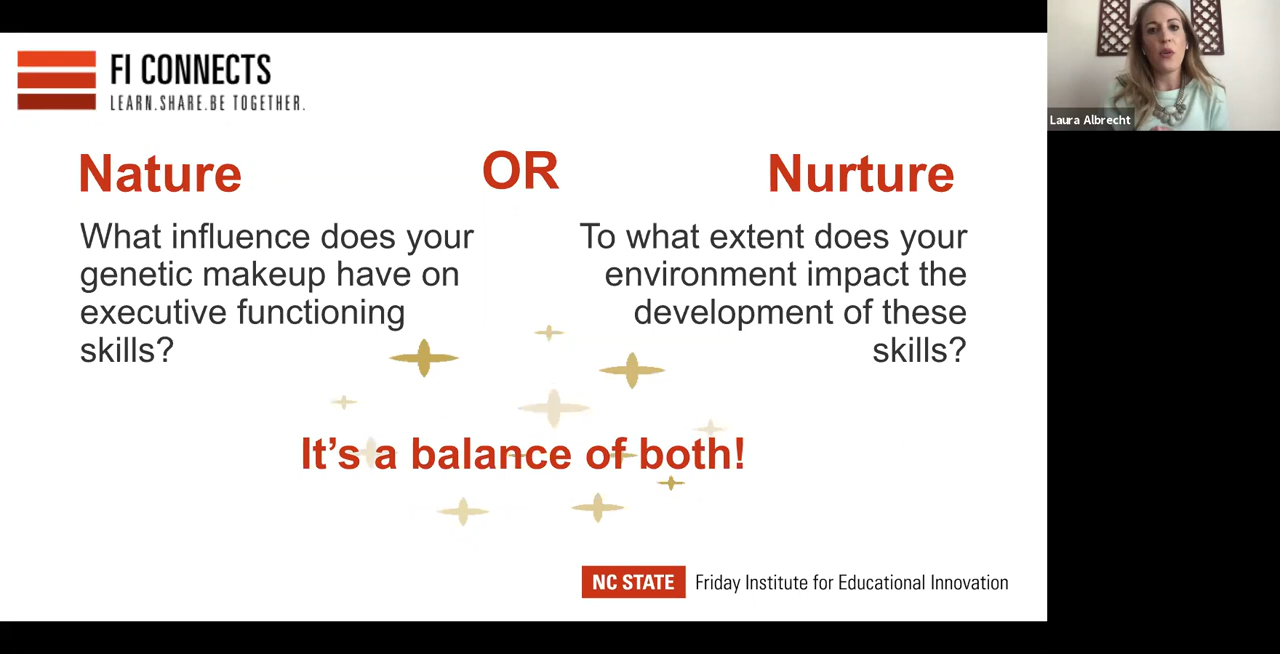 FI CONNECTS
LEARN.SHARE.BE TOGETHER.
Laura Albrecht
Nature
OR
Nurture
What influence does your
genetic makeup have on
executive functioning
skills?
To what extent does your
environment impact the
development of these
skills?
It's a balance of both!
NC STATE Friday Institute for Educational Innovation